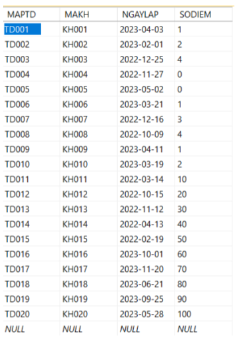 MAPTD MAKH NGAYLAP SODIEM
TD001 KH001 2023-04-03 1
TD002 KH002 2023-02-01 2
TD003 KH003 2022-12-25 4
TD004 KH004 2022-11-27 0
TD005 KH005 2023-05-02 0
TD006 KH006 2023-03-21 1
TD007 KH007 2022-12-16 3
TD008 KH008 2022-10-09 4
TD009 KH009 2023-04-11 1
TD010 KH010 2023-03-19 2
TD011 KH011 2022-03-14 10
TD012 KH012 2022-10-15 20
TD013 KH013 2022-11-12 30
TD014 KH014 2022-04-13 40
TD015 KH015 2022-02-19 50
TD016 KH016 2023-10-01 60
TD017 KH017 2023-11-20 70
TD018 KH018 2023-06-21 80
TD019 KH019 2023-09-25 90
TD020 KH020 2023-05-28 100
NULL NULL NULL NULL